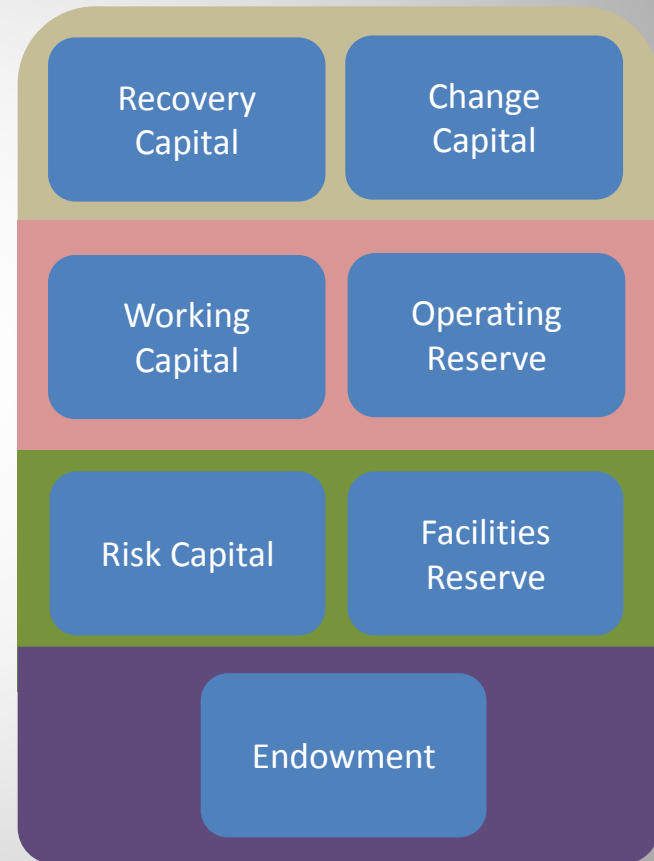 Recovery
Capital
Change
Capital
Working
Capital
Operating
Reserve
Risk Capital
Facilities
Reserve
Endowment